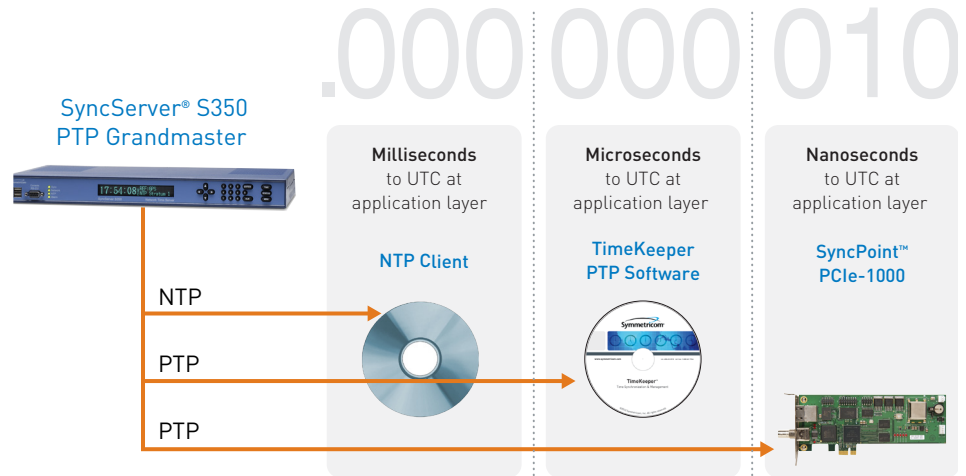 .000 000 010
SyncServer® S350
PTP Grandmaster
17:54:08
Milliseconds
to UTC at
application layer
NTP Client
Microseconds
to UTC at
application layer
TimeKeeper
PTP Software
Nanoseconds
to UTC at
application layer
SyncPoint™
PCIe-1000
NTP
PTP
PTP
Symmetricom
TimeKeeper